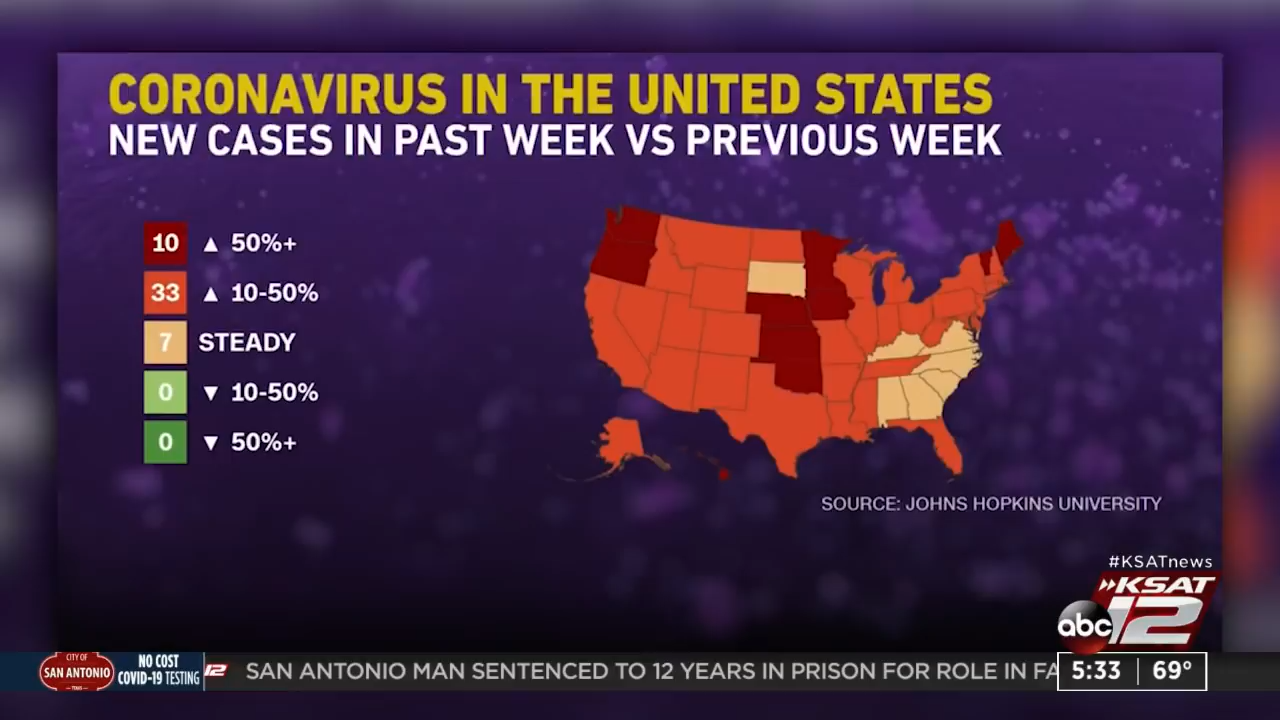 CORONAVIRUS IN THE UNITED STATES
NEW CASES IN PAST WEEK VS PREVIOUS WEEK
10 ▲ 50%+
33 ▲ 10-50%
7 STEADY
0 ▼ 10-50%
0 ▼ 50%+
SOURCE: JOHNS HOPKINS UNIVERSITY
#KSATnews
KSAT
abc 12
CITY OF
SAN ANTONIO
TEXAS
NO COST
COVID-19 TESTING
12 SAN ANTONIO MAN SENTENCED TO 12 YEARS IN PRISON FOR ROLE IN FA
5:33 69°